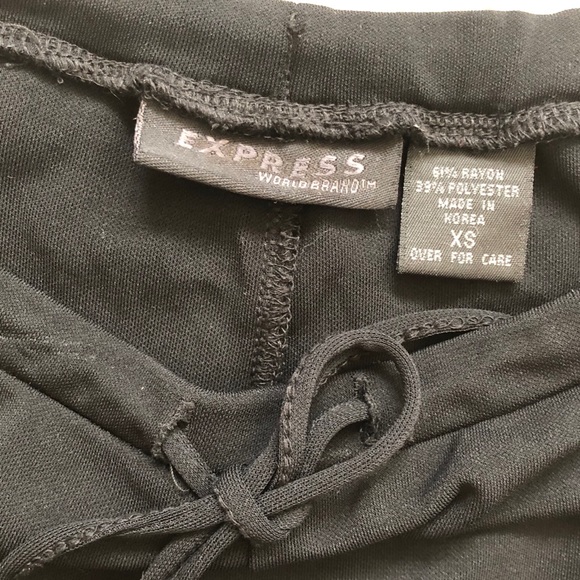 EXPRESS
WORLD BRAND™
61% RAYON
39% POLYESTER
MADE IN
KOREA
XS
OVER FOR CARE